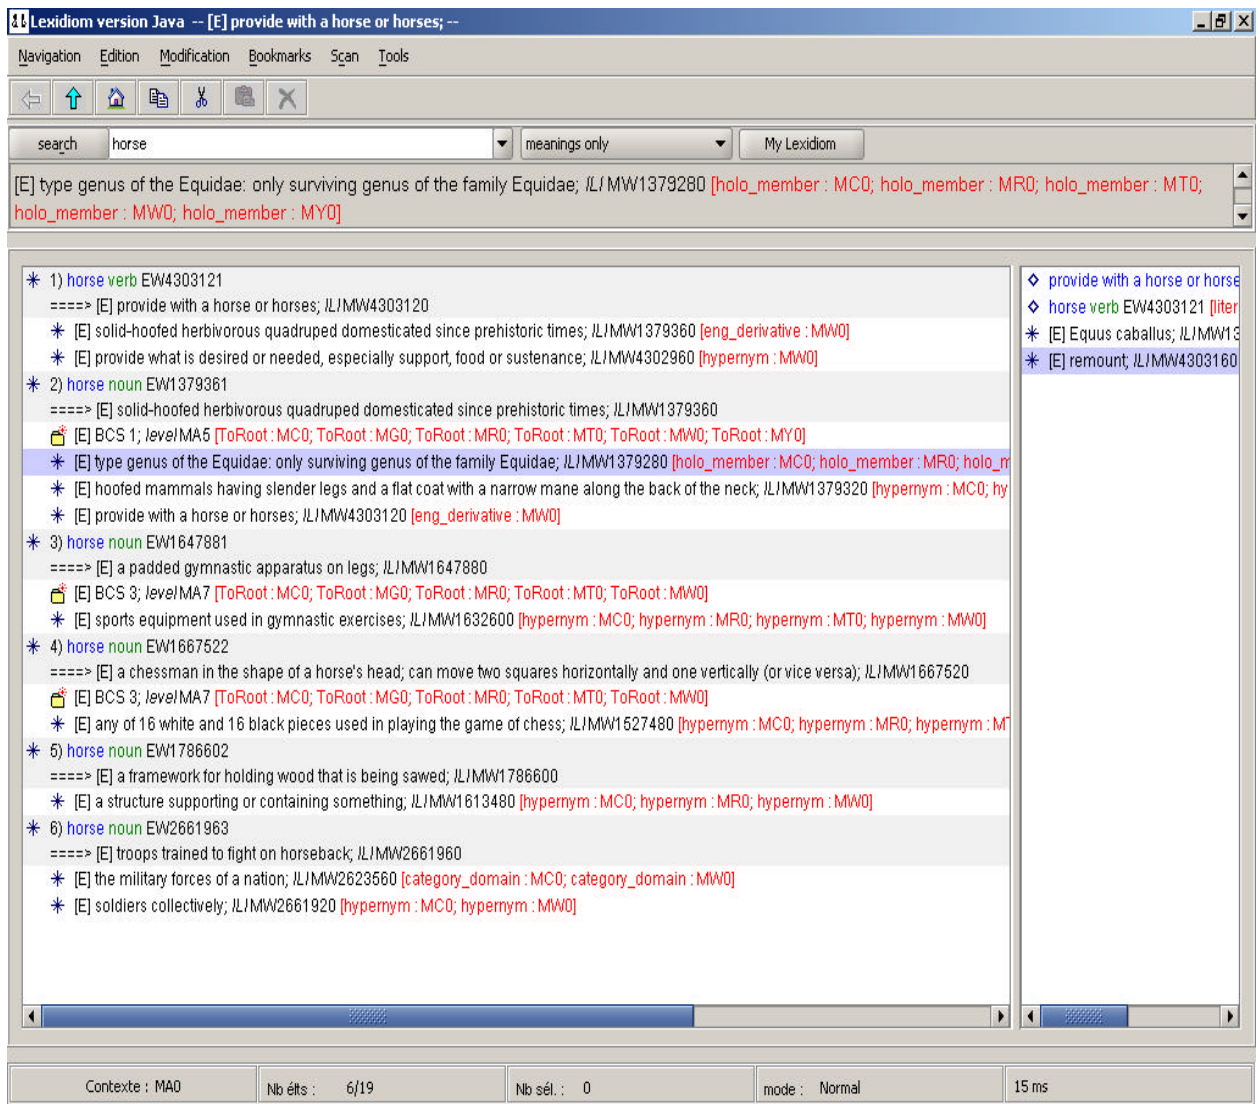 Lexidiom version Java -- [E] provide with a horse or horses; --
Navigation Edition Modification Bookmarks Scan Tools
search horse meanings only My Lexidiom
[E] type genus of the Equidae: only surviving genus of the family Equidae; ILI MW1379280 [holo_member : MC0; holo_member : MR0; holo_member : MT0;
holo_member : MW0; holo_member : MY0]
1) horse verb EW4303121
====> [E] provide with a horse or horses; ILI MW4303120
[E] solid-hoofed herbivorous quadruped domesticated since prehistoric times; ILI MW1379360 [eng_derivative : MW0]
[E] provide what is desired or needed, especially support, food or sustenance; ILI MW4302960 [hypernym : MW0]
2) horse noun EW1379361
====> [E] solid-hoofed herbivorous quadruped domesticated since prehistoric times; ILI MW1379360
[E] BCS 1; level MA5 [ToRoot : MC0; ToRoot : MG0; ToRoot : MR0; ToRoot : MT0; ToRoot : MW0; ToRoot : MY0]
[E] type genus of the Equidae: only surviving genus of the family Equidae; ILI MW1379280 [holo_member : MC0; holo_member : MR0; holo_m
[E] hoofed mammals having slender legs and a flat coat with a narrow mane along the back of the neck; ILI MW1379320 [hypernym : MC0; hy
[E] provide with a horse or horses; ILI MW4303120 [eng_derivative : MW0]
3) horse noun EW1647881
====> [E] a padded gymnastic apparatus on legs; ILI MW1647880
[E] BCS 3; level MA7 [ToRoot : MC0; ToRoot : MG0; ToRoot : MR0; ToRoot : MT0; ToRoot : MW0]
[E] sports equipment used in gymnastic exercises; ILI MW1632600 [hypernym : MC0; hypernym : MR0; hypernym : MT0; hypernym : MW0]
4) horse noun EW1667522
====> [E] a chessman in the shape of a horse's head; can move two squares horizontally and one vertically (or vice versa); ILI MW1667520
[E] BCS 3; level MA7 [ToRoot : MC0; ToRoot : MG0; ToRoot : MR0; ToRoot : MT0; ToRoot : MW0]
[E] any of 16 white and 16 black pieces used in playing the game of chess; ILI MW1527480 [hypernym : MC0; hypernym : MR0; hypernym : MT
5) horse noun EW1786602
====> [E] a framework for holding wood that is being sawed; ILI MW1786600
[E] a structure supporting or containing something; ILI MW1613480 [hypernym : MC0; hypernym : MR0; hypernym : MW0]
6) horse noun EW2661963
====> [E] troops trained to fight on horseback; ILI MW2661960
[E] the military forces of a nation; ILI MW2623560 [category_domain : MC0; category_domain : MW0]
[E] soldiers collectively; ILI MW2661920 [hypernym : MC0; hypernym : MW0]
provide with a horse or horse
horse verb EW4303121 [liter
[E] Equus caballus; ILI MW13
[E] remount; ILI MW4303160
Contexte : MA0 Nb élts : 6/19 Nb sél. : 0 mode : Normal 15 ms